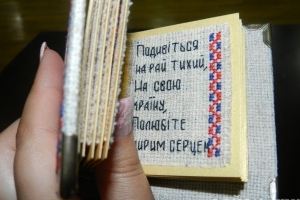 Подивіться
на рай тихий,
На свою
країну,
Полюбіте
щирим серцем